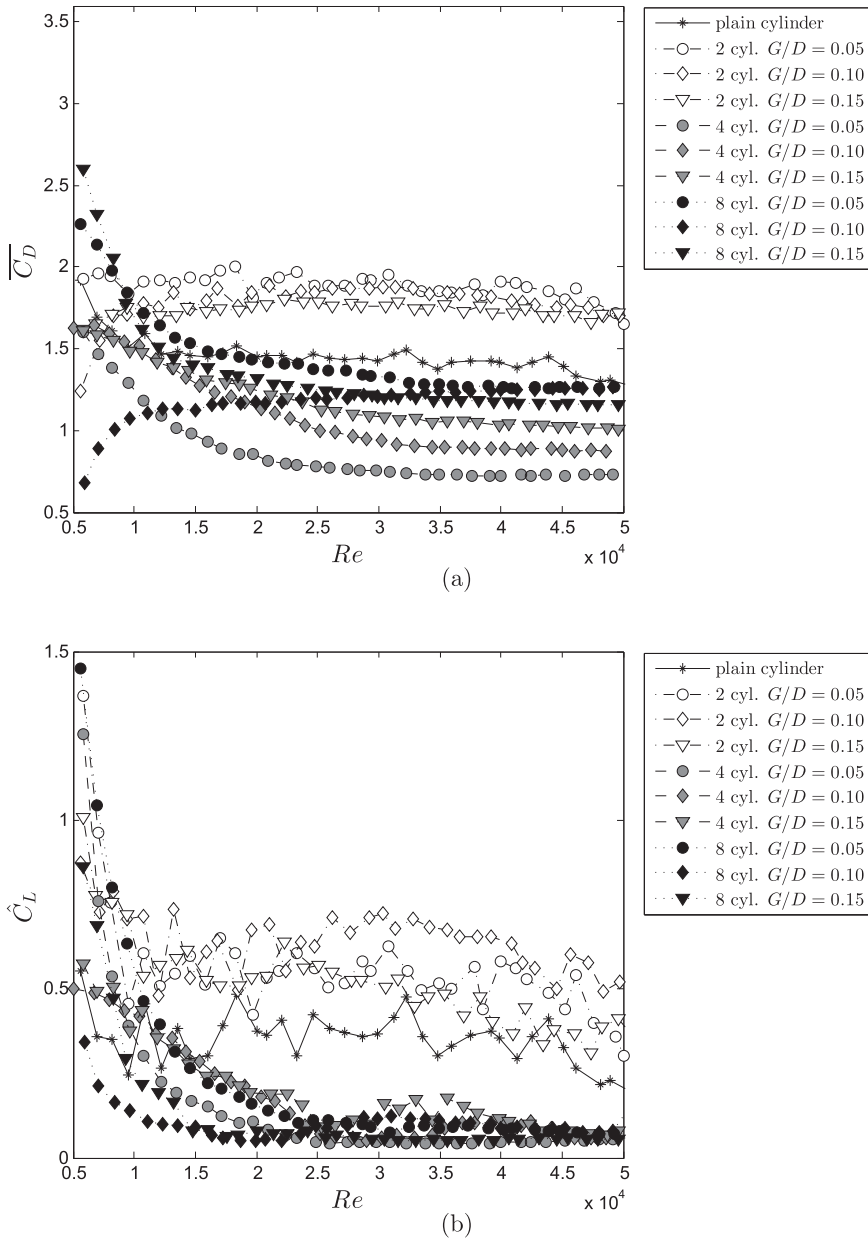 3.5
3
2.5
2
1.5
1
0.5
C_D
0.5 1 1.5 2 2.5 3 3.5 4 4.5 5
Re
x 10^4
plain cylinder
2 cyl. G/D = 0.05
2 cyl. G/D = 0.10
2 cyl. G/D = 0.15
4 cyl. G/D = 0.05
4 cyl. G/D = 0.10
4 cyl. G/D = 0.15
8 cyl. G/D = 0.05
8 cyl. G/D = 0.10
8 cyl. G/D = 0.15
(a)
1.5
1
0.5
0
Ĉ_L
0.5 1 1.5 2 2.5 3 3.5 4 4.5 5
Re
x 10^4
plain cylinder
2 cyl. G/D = 0.05
2 cyl. G/D = 0.10
2 cyl. G/D = 0.15
4 cyl. G/D = 0.05
4 cyl. G/D = 0.10
4 cyl. G/D = 0.15
8 cyl. G/D = 0.05
8 cyl. G/D = 0.10
8 cyl. G/D = 0.15
(b)